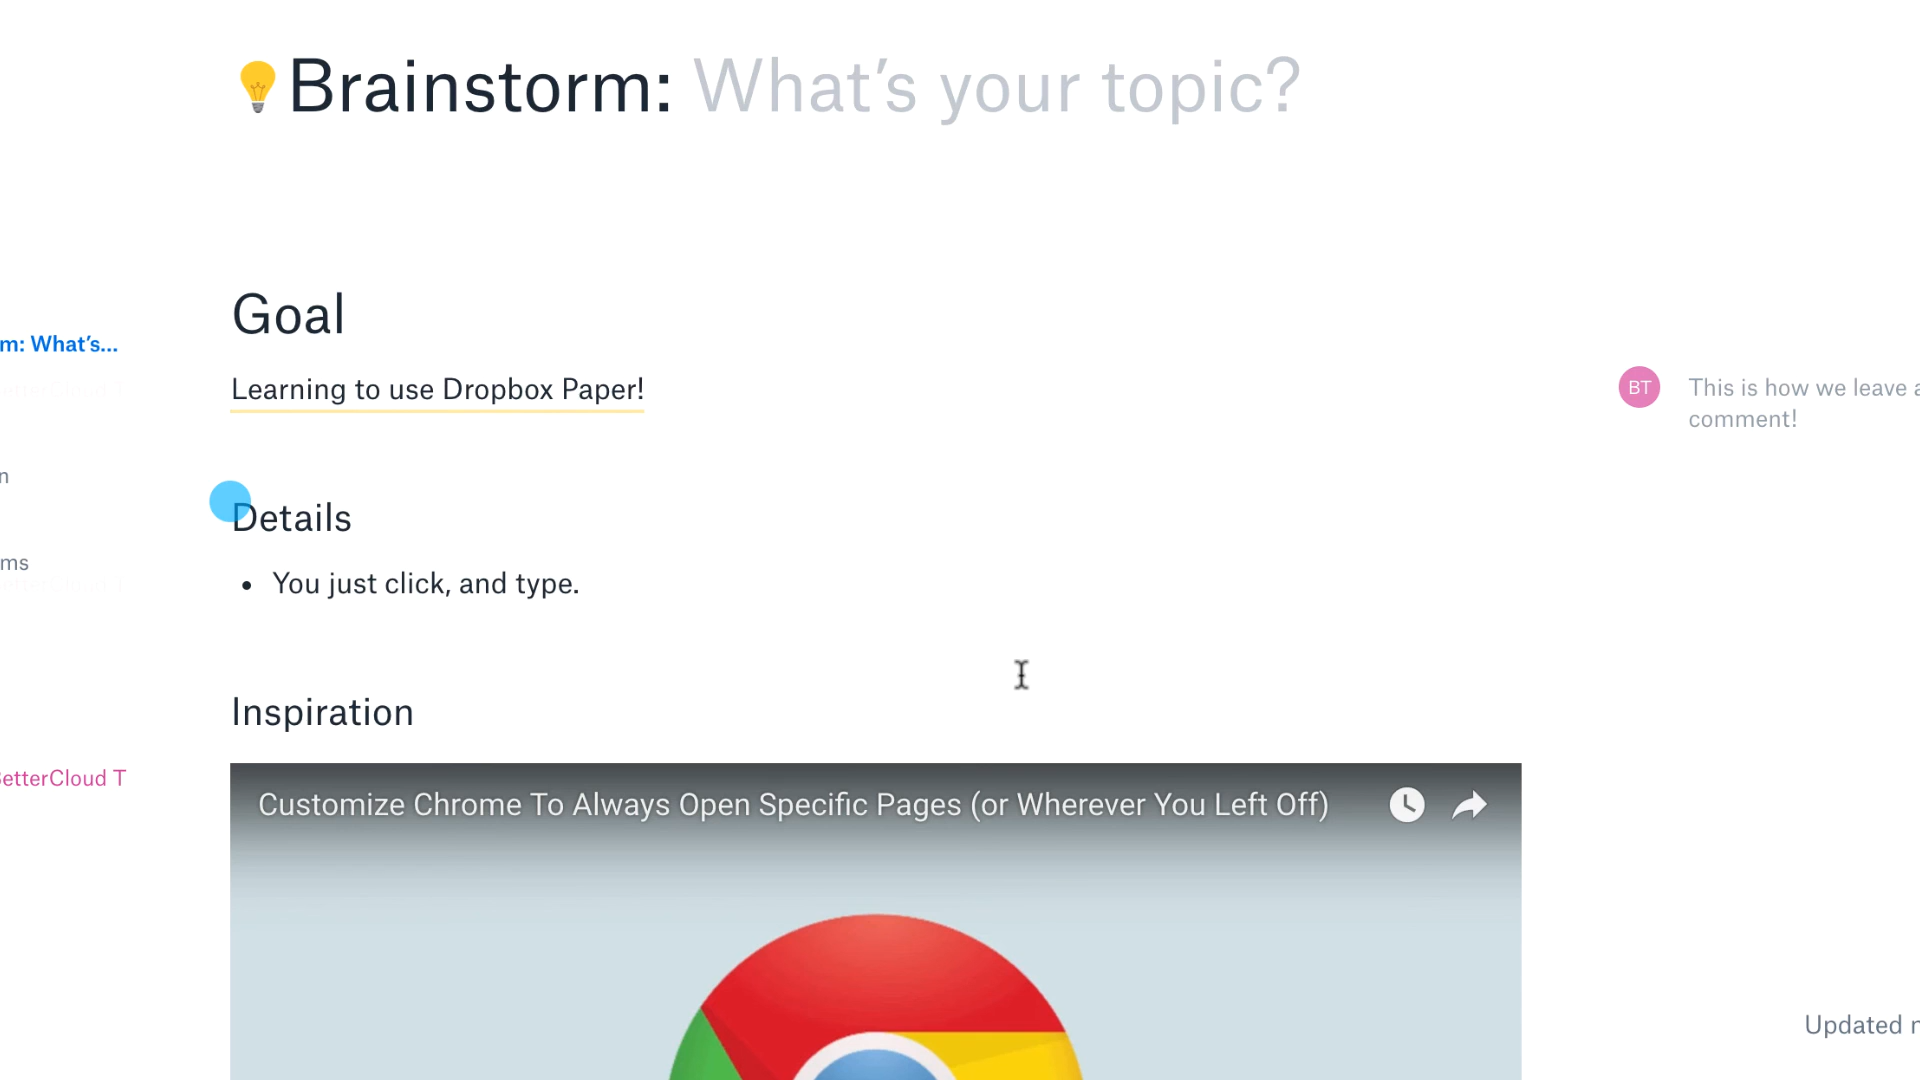 Brainstorm: What's your topic?
Goal
m: What's...
Learning to use Dropbox Paper!
BT
This is how we leave a
comment!
n
Details
ms
You just click, and type.
Inspiration
etterCloud T
Customize Chrome To Always Open Specific Pages (or Wherever You Left Off)
Updated